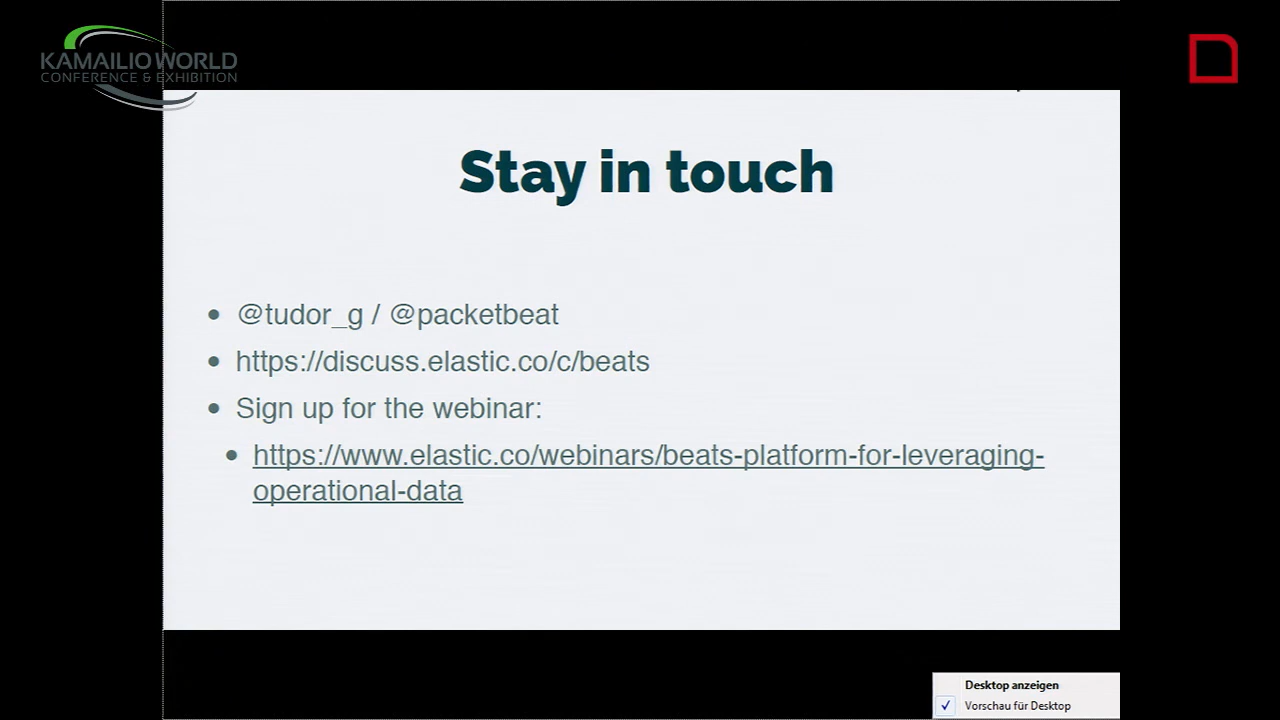 KAMAILIO WORLD
CONFERENCE & EXHIBITION
Stay in touch
• @tudor_g / @packetbeat
• https://discuss.elastic.co/c/beats
• Sign up for the webinar:
• https://www.elastic.co/webinars/beats-platform-for-leveraging-
operational-data
Desktop anzeigen
✓ Vorschau für Desktop